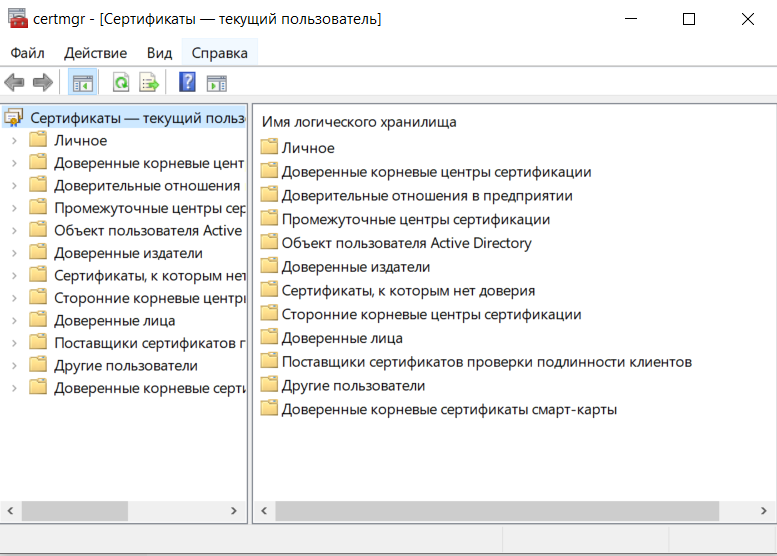 certmgr - [Сертификаты — текущий пользователь]
Файл Действие Вид Справка
Сертификаты — текущий польз
Личное
Доверенные корневые цент
Доверительные отношения
Промежуточные центры сер
Объект пользователя Active
Доверенные издатели
Сертификаты, к которым нет
Сторонние корневые центры
Доверенные лица
Поставщики сертификатов п
Другие пользователи
Доверенные корневые серти
Имя логического хранилища
Личное
Доверенные корневые центры сертификации
Доверительные отношения в предприятии
Промежуточные центры сертификации
Объект пользователя Active Directory
Доверенные издатели
Сертификаты, к которым нет доверия
Сторонние корневые центры сертификации
Доверенные лица
Поставщики сертификатов проверки подлинности клиентов
Другие пользователи
Доверенные корневые сертификаты смарт-карты